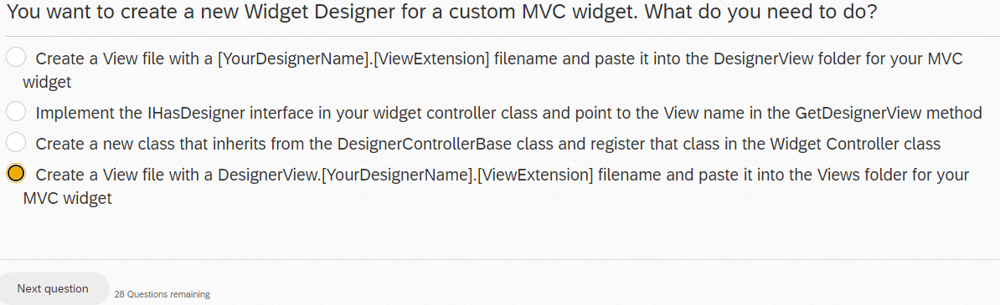 You want to create a new Widget Designer for a custom MVC widget. What do you need to do?
Create a View file with a [YourDesignerName].[ViewExtension] filename and paste it into the DesignerView folder for your MVC
widget
Implement the IHasDesigner interface in your widget controller class and point to the View name in the GetDesignerView method
Create a new class that inherits from the DesignerControllerBase class and register that class in the Widget Controller class
Create a View file with a DesignerView.[YourDesignerName].[ViewExtension] filename and paste it into the Views folder for your
MVC widget
Next question
28 Questions remaining